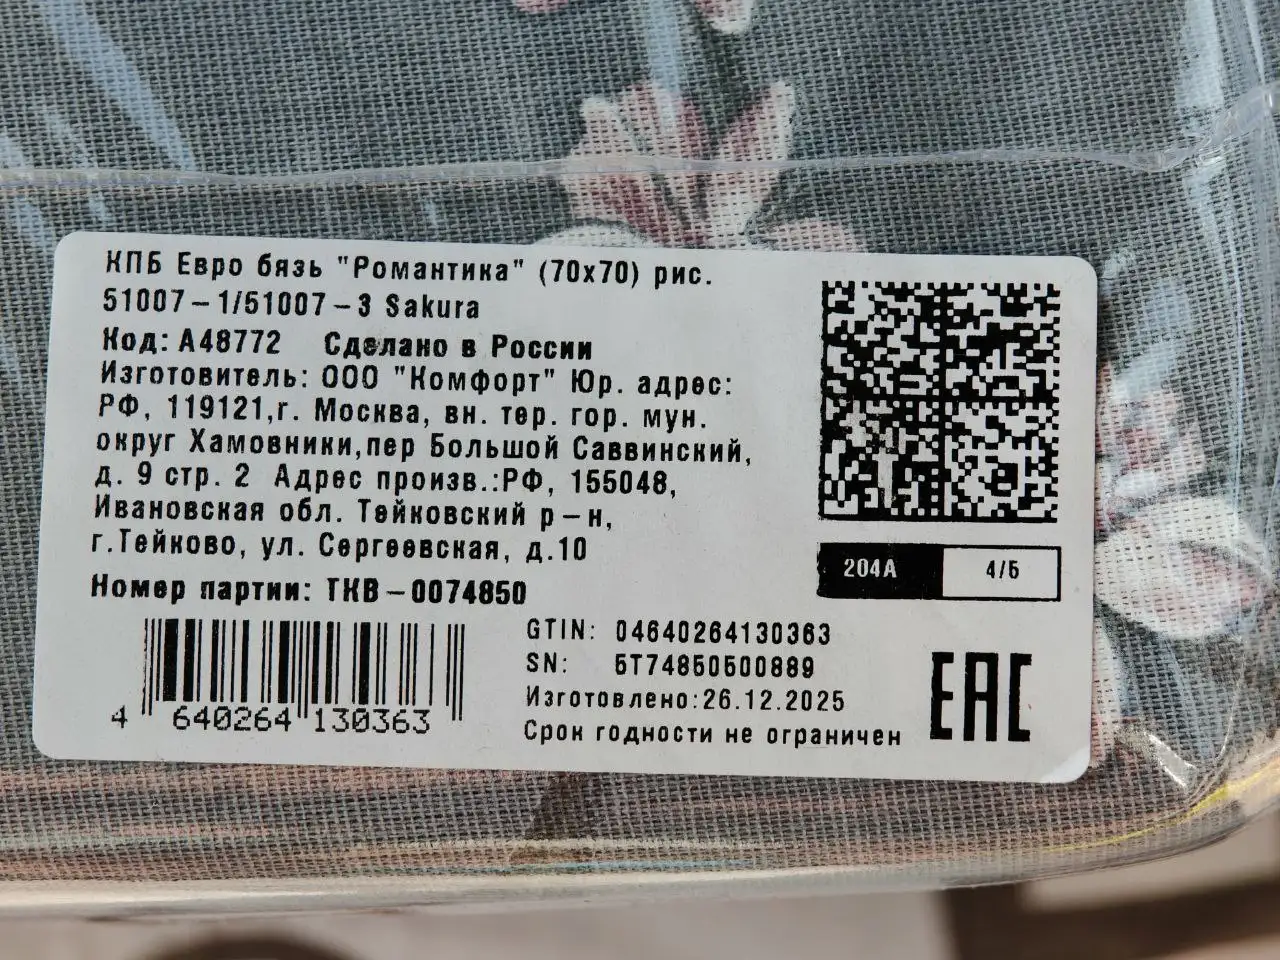 КПБ Евро бязь "Романтика" (70х70) рис.
51007-1/51007-3 Sakura
Код: А48772 Сделано в России
Изготовитель: ООО "Комфорт" Юр. адрес:
РФ, 119121,г. Москва, вн. тер. гор. мун.
округ Хамовники,пер Большой Саввинский,
д. 9 стр. 2 Адрес произв.:РФ, 155048,
Ивановская обл. Тейковский р-н,
г.Тейково, ул. Сергеевская, д.10
Номер партии: ТКВ-0074850
4 640264 130363
GTIN: 04640264130363
SN: 5T74850500889
Изготовлено:26.12.2025
Срок годности не ограничен
204А 4/5
ЕАС